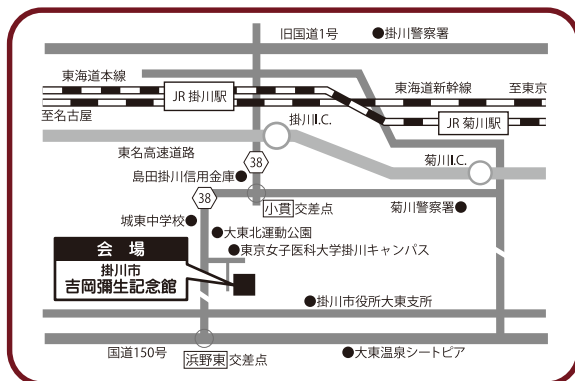 旧国道1号
●掛川警察署
東海道本線
JR 掛川駅
東海道新幹線
至東京
至名古屋
掛川I.C.
JR 菊川駅
東名高速道路
38
菊川I.C.
島田掛川信用金庫●
38
小貫交差点
菊川警察署●
城東中学校●
●大東北運動公園
●東京女子医科大学掛川キャンパス
会場
掛川市
吉岡彌生記念館
●掛川市役所大東支所
国道150号
浜野東交差点
●大東温泉シートピア